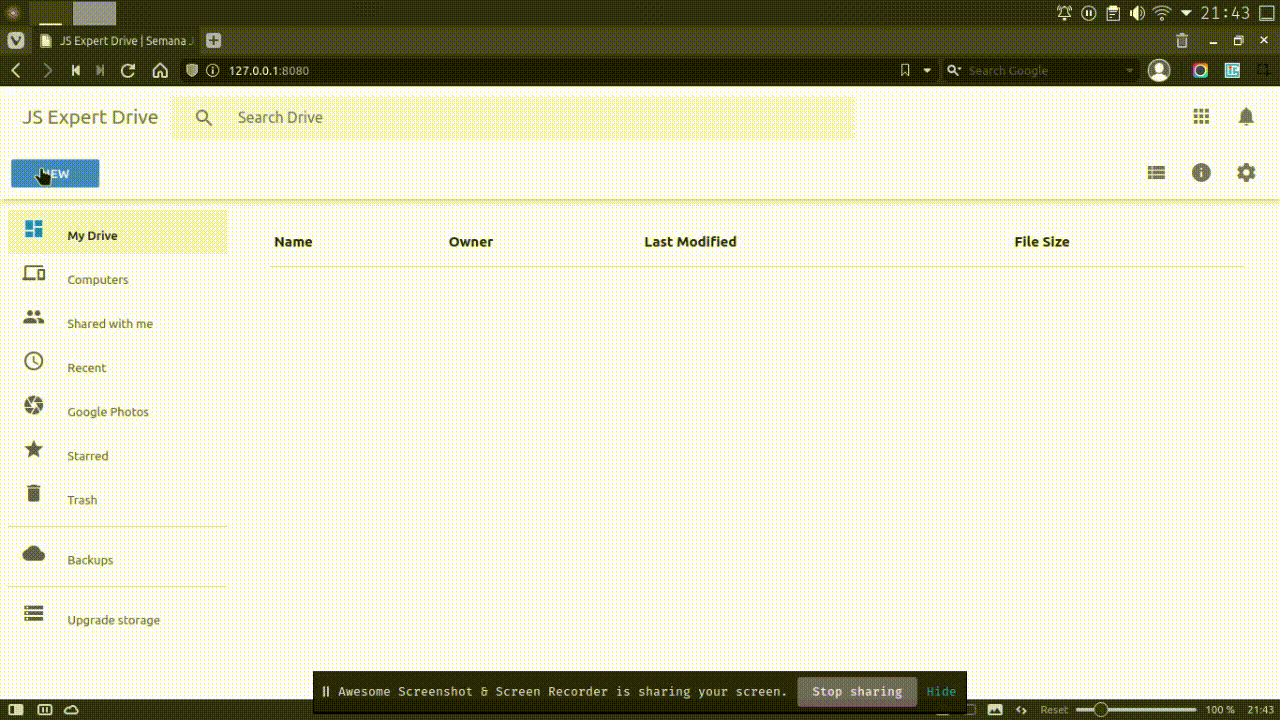 21:43
JS Expert Drive | Semana J
127.0.0.1:8080
Search Google
JS Expert Drive
Search Drive
My Drive
Name Owner Last Modified File Size
Computers
Shared with me
Recent
Google Photos
Starred
Trash
Backups
Upgrade storage
Awesome Screenshot & Screen Recorder is sharing your screen. Stop sharing Hide
Reset 100 % 21:43